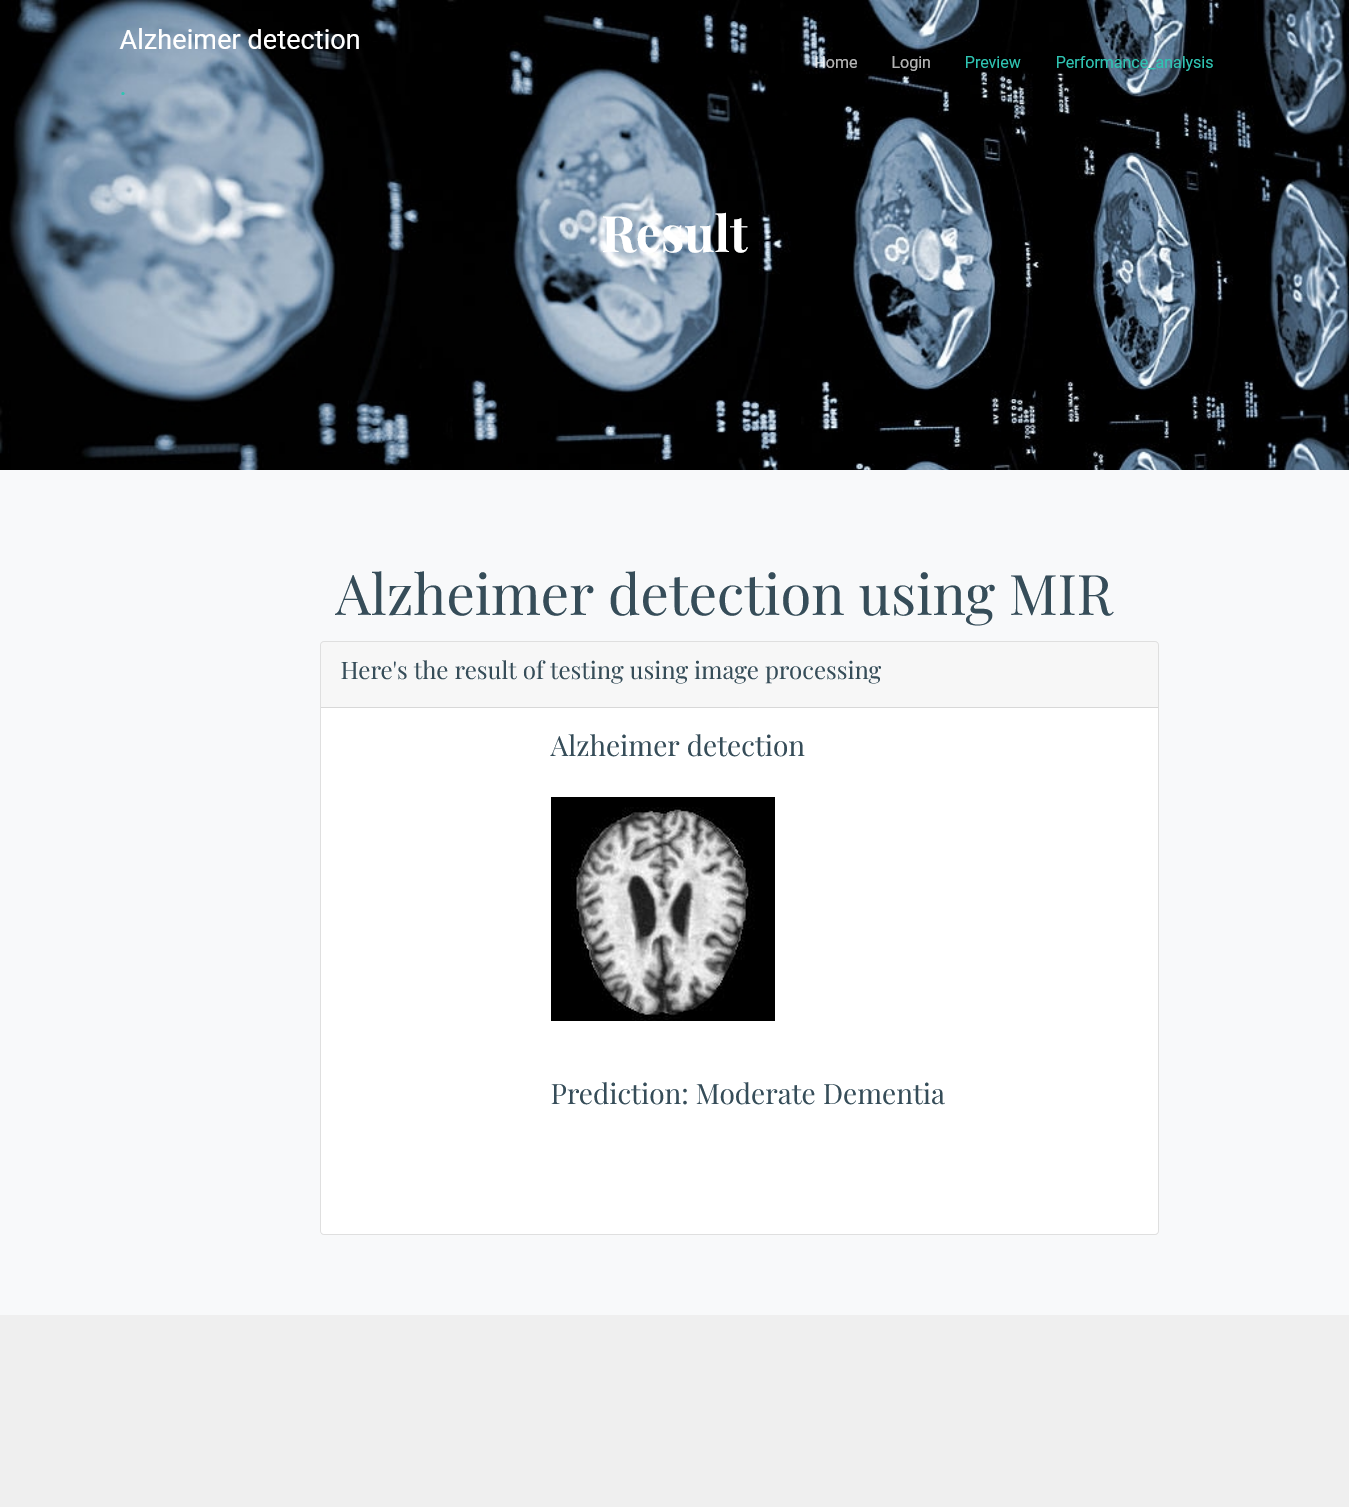 Alzheimer detection
Home Login Preview Performance_analysis
Result
Alzheimer detection using MIR
Here's the result of testing using image processing
Alzheimer detection
Prediction: Moderate Dementia